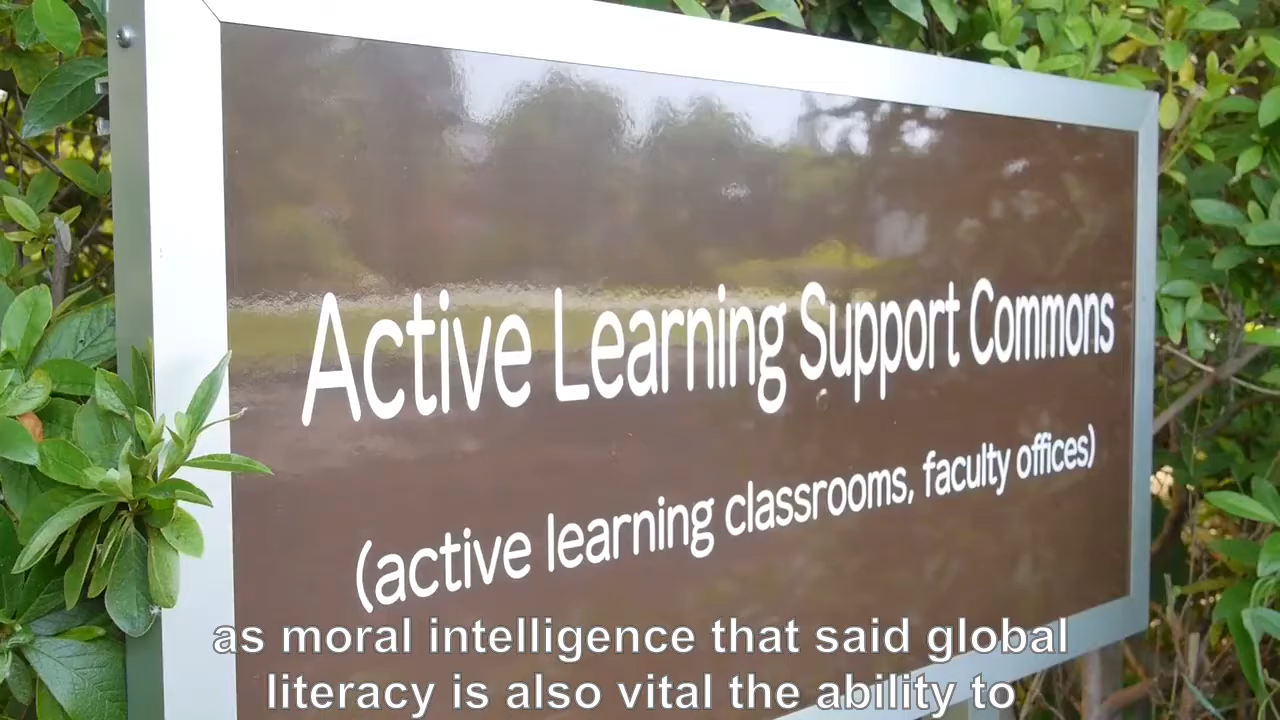 Active Learning Support Commons
(active learning classrooms, faculty offices)
as moral intelligence that said global
literacy is also vital the ability to